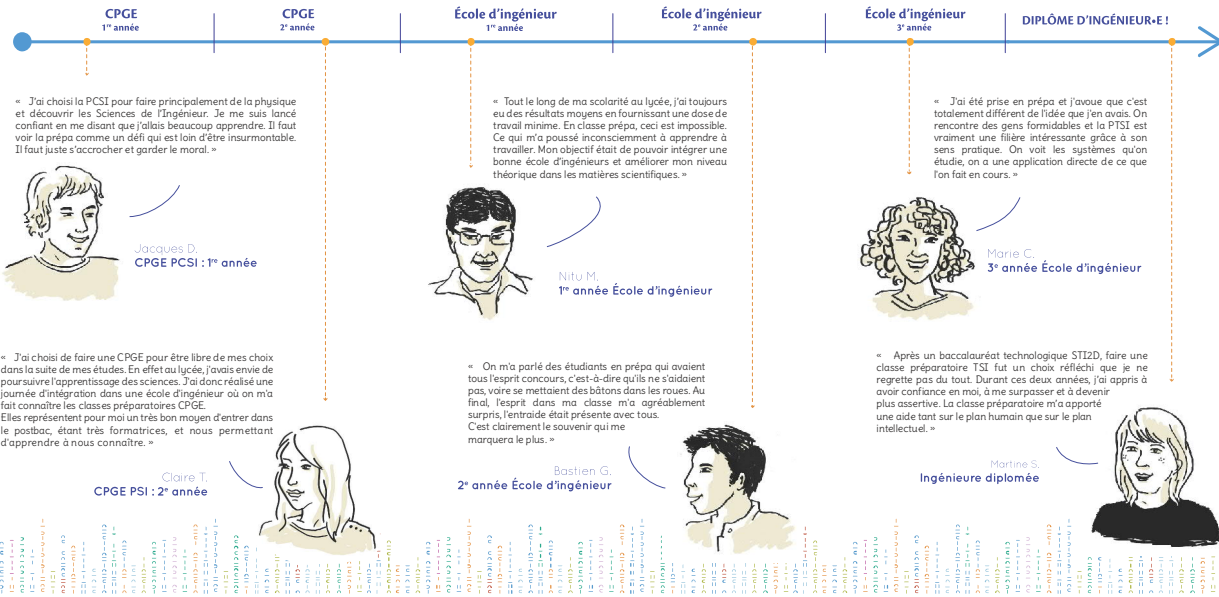 CPGE
1re année
CPGE
2e année
École d'ingénieur
1re année
École d'ingénieur
2e année
École d'ingénieur
3e année
DIPLÔME D'INGÉNIEUR•E !
« J'ai choisi la PCSI pour faire principalement de la physique
et découvrir les Sciences de l'Ingénieur. Je me suis lancé
confiant en me disant que j'allais beaucoup apprendre. Il faut
voir la prépa comme un défi qui est loin d'être insurmontable.
Il faut juste s'accrocher et garder le moral. »
Jacques D.
CPGE PCSI : 1re année
« Tout le long de ma scolarité au lycée, j'ai toujours
eu des résultats moyens en fournissant une dose de
travail minime. En classe prépa, ceci est impossible.
Ce qui m'a poussé inconsciemment à apprendre à
travailler. Mon objectif était de pouvoir intégrer une
bonne école d'ingénieurs et améliorer mon niveau
théorique dans les matières scientifiques. »
Nitu M.
1re année École d'ingénieur
« J'ai été prise en prépa et j'avoue que c'est
totalement différent de l'idée que j'en avais. On
rencontre des gens formidables et la PTSI est
vraiment une filière intéressante grâce à son
sens pratique. On voit les systèmes qu'on
étudie, on a une application directe de ce que
l'on fait en cours. »
Marie C.
3e année École d'ingénieur
« J'ai choisi de faire une CPGE pour être libre de mes choix
dans la suite de mes études. En effet au lycée, j'avais envie de
poursuivre l'apprentissage des sciences. J'ai donc réalisé une
journée d'intégration dans une école d'ingénieur où on m'a
fait connaître les classes préparatoires CPGE.
Elles représentent pour moi un très bon moyen d'entrer dans
le postbac, étant très formatrices, et nous permettant
d'apprendre à nous connaître. »
Claire T.
CPGE PSI : 2e année
« On m'a parlé des étudiants en prépa qui avaient
tous l'esprit concours, c'est-à-dire qu'ils ne s'aidaient
pas, voire se mettaient des bâtons dans les roues. Au
final, l'esprit dans ma classe m'a agréablement
surpris, l'entraide était présente avec tous.
C'est clairement le souvenir qui me
marquera le plus. »
Bastien G.
2e année École d'ingénieur
« Après un baccalauréat technologique STI2D, faire une
classe préparatoire TSI fut un choix réfléchi que je ne
regrette pas du tout. Durant ces deux années, j'ai appris à
avoir confiance en moi, à me surpasser et à devenir
plus assertive. La classe préparatoire m'a apporté
une aide tant sur le plan humain que sur le plan
intellectuel. »
Martine S.
Ingénieure diplomée